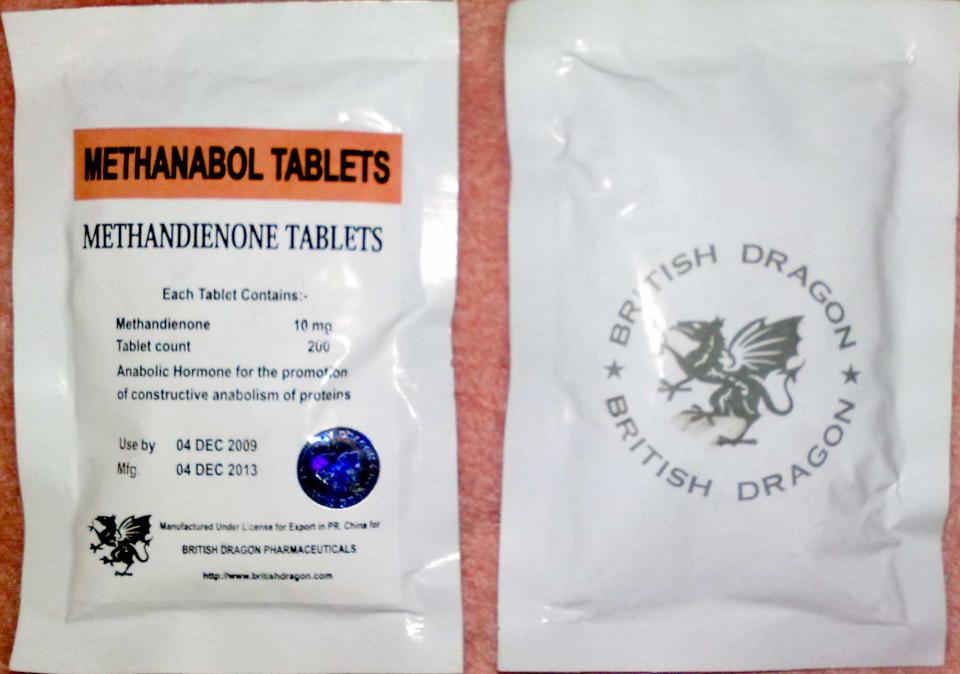 METHANABOL TABLETS
METHANDIENONE TABLETS
Each Tablet Contains:-
Methandienone 10 mg
Tablet count 200
Anabolic Hormone for the promotion
of constructive anabolism of proteins
Use by 04 DEC 2009
Mfg. 04 DEC 2013
Manufactured Under License for Export in PR. China for
BRITISH DRAGON PHARMACEUTICALS
http://www.britishdragon.com
BRITISH DRAGON
BRITISH DRAGON